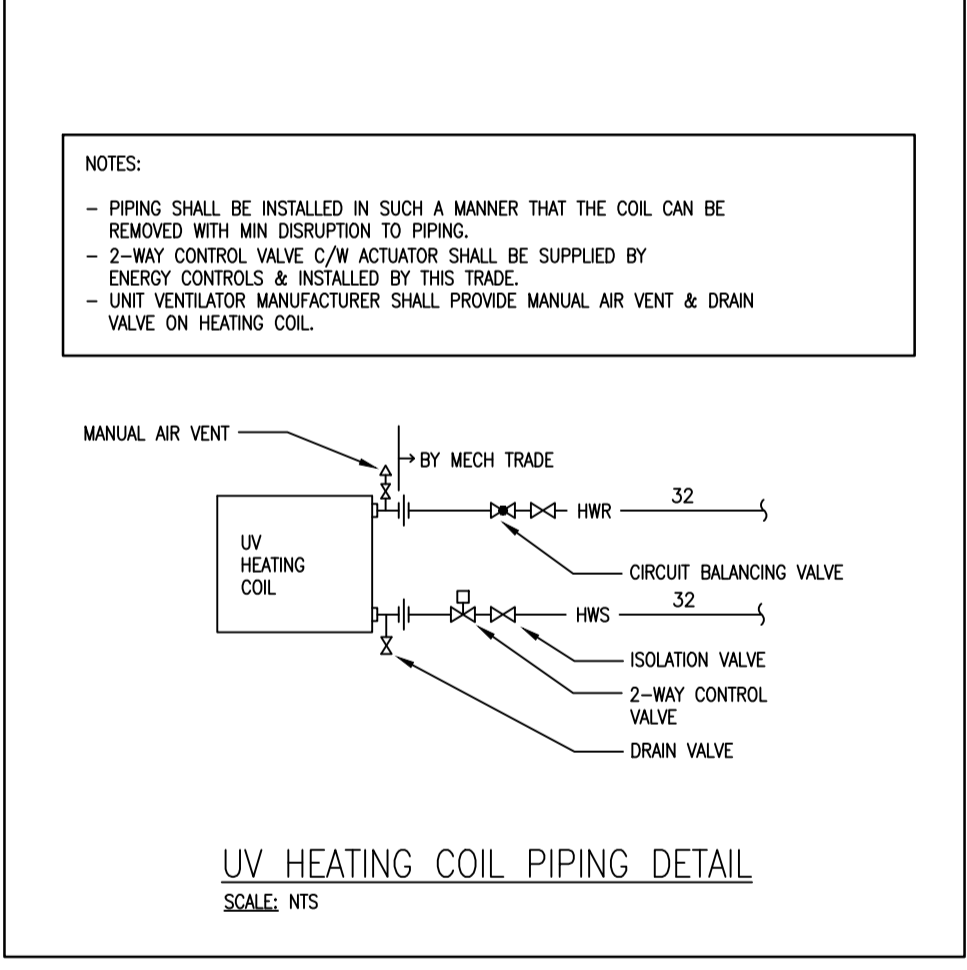 NOTES:
– PIPING SHALL BE INSTALLED IN SUCH A MANNER THAT THE COIL CAN BE
REMOVED WITH MIN DISRUPTION TO PIPING.
– 2–WAY CONTROL VALVE C/W ACTUATOR SHALL BE SUPPLIED BY
ENERGY CONTROLS & INSTALLED BY THIS TRADE.
– UNIT VENTILATOR MANUFACTURER SHALL PROVIDE MANUAL AIR VENT & DRAIN
VALVE ON HEATING COIL.
MANUAL AIR VENT
BY MECH TRADE
32
HWR
UV
HEATING
COIL
CIRCUIT BALANCING VALVE
32
HWS
ISOLATION VALVE
2–WAY CONTROL
VALVE
DRAIN VALVE
UV HEATING COIL PIPING DETAIL
SCALE: NTS